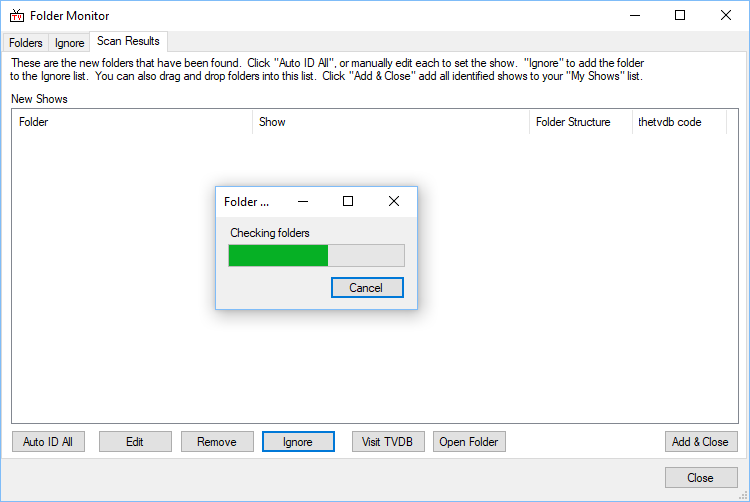 Folder Monitor
Folders Ignore Scan Results
These are the new folders that have been found. Click "Auto ID All", or manually edit each to set the show. "Ignore" to add the folder
to the Ignore list. You can also drag and drop folders into this list. Click "Add & Close" add all identified shows to your "My Shows" list.
New Shows
Folder Show Folder Structure thetvdb code
Folder ...
Checking folders
Cancel
Auto ID All Edit Remove Ignore Visit TVDB Open Folder Add & Close
Close